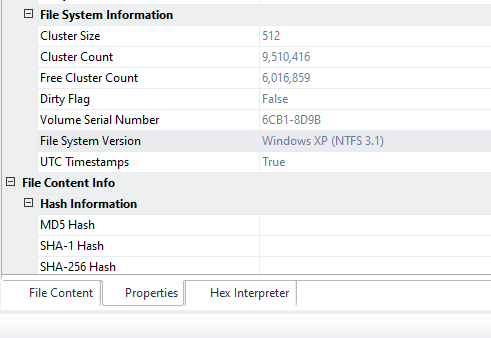 File System Information
Cluster Size 512
Cluster Count 9,510,416
Free Cluster Count 6,016,859
Dirty Flag False
Volume Serial Number 6CB1-8D9B
File System Version Windows XP (NTFS 3.1)
UTC Timestamps True
File Content Info
Hash Information
MD5 Hash
SHA-1 Hash
SHA-256 Hash
File Content Properties Hex Interpreter